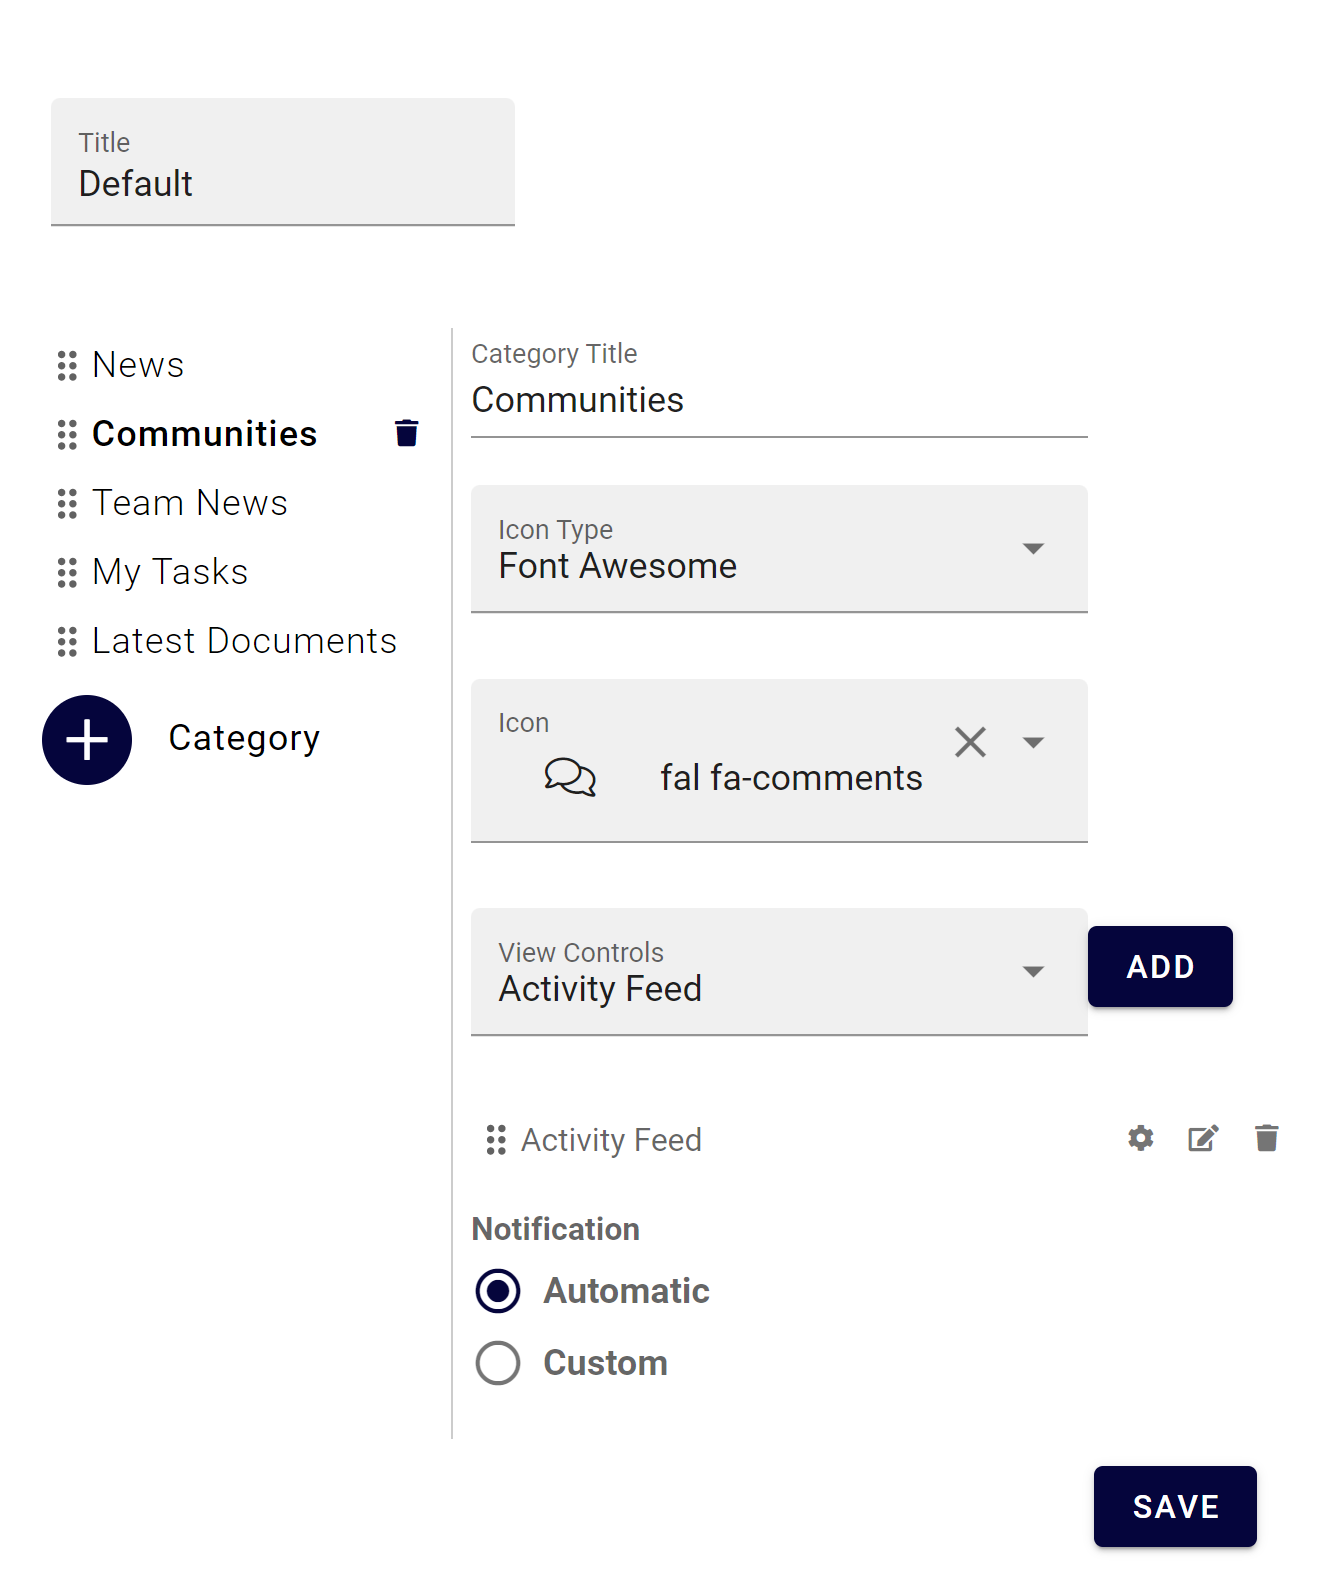 Title
Default
News
Communities
Team News
My Tasks
Latest Documents
Category
Category Title
Communities
Icon Type
Font Awesome
Icon
fal fa-comments
View Controls
Activity Feed
ADD
Activity Feed
Notification
Automatic
Custom
SAVE